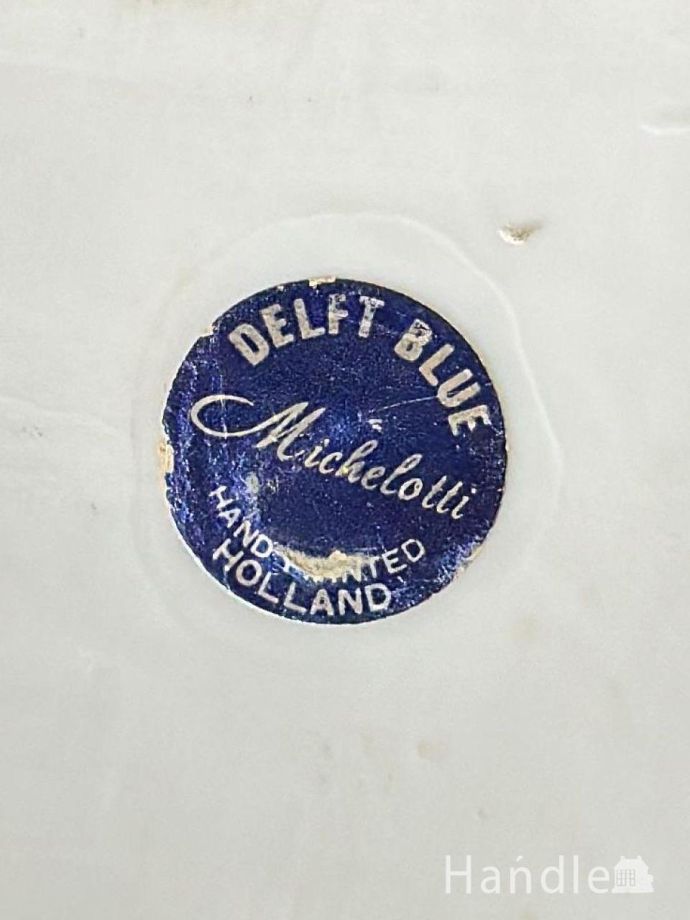 DELFT BLUE
Michelotti
HAND
HOLLAND
Handle